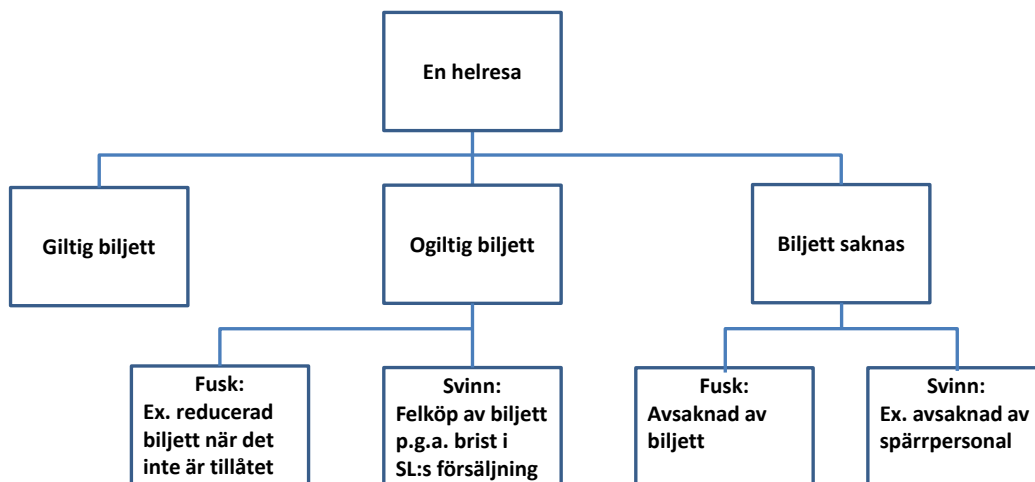 En helresa
Giltig biljett
Ogiltig biljett
Biljett saknas
Fusk:
Ex. reducerad
biljett när det
inte är tillåtet
Svinn:
Felköp av biljett
p.g.a. brist i
SL:s försäljning
Fusk:
Avsaknad av
biljett
Svinn:
Ex. avsaknad av
spärrpersonal